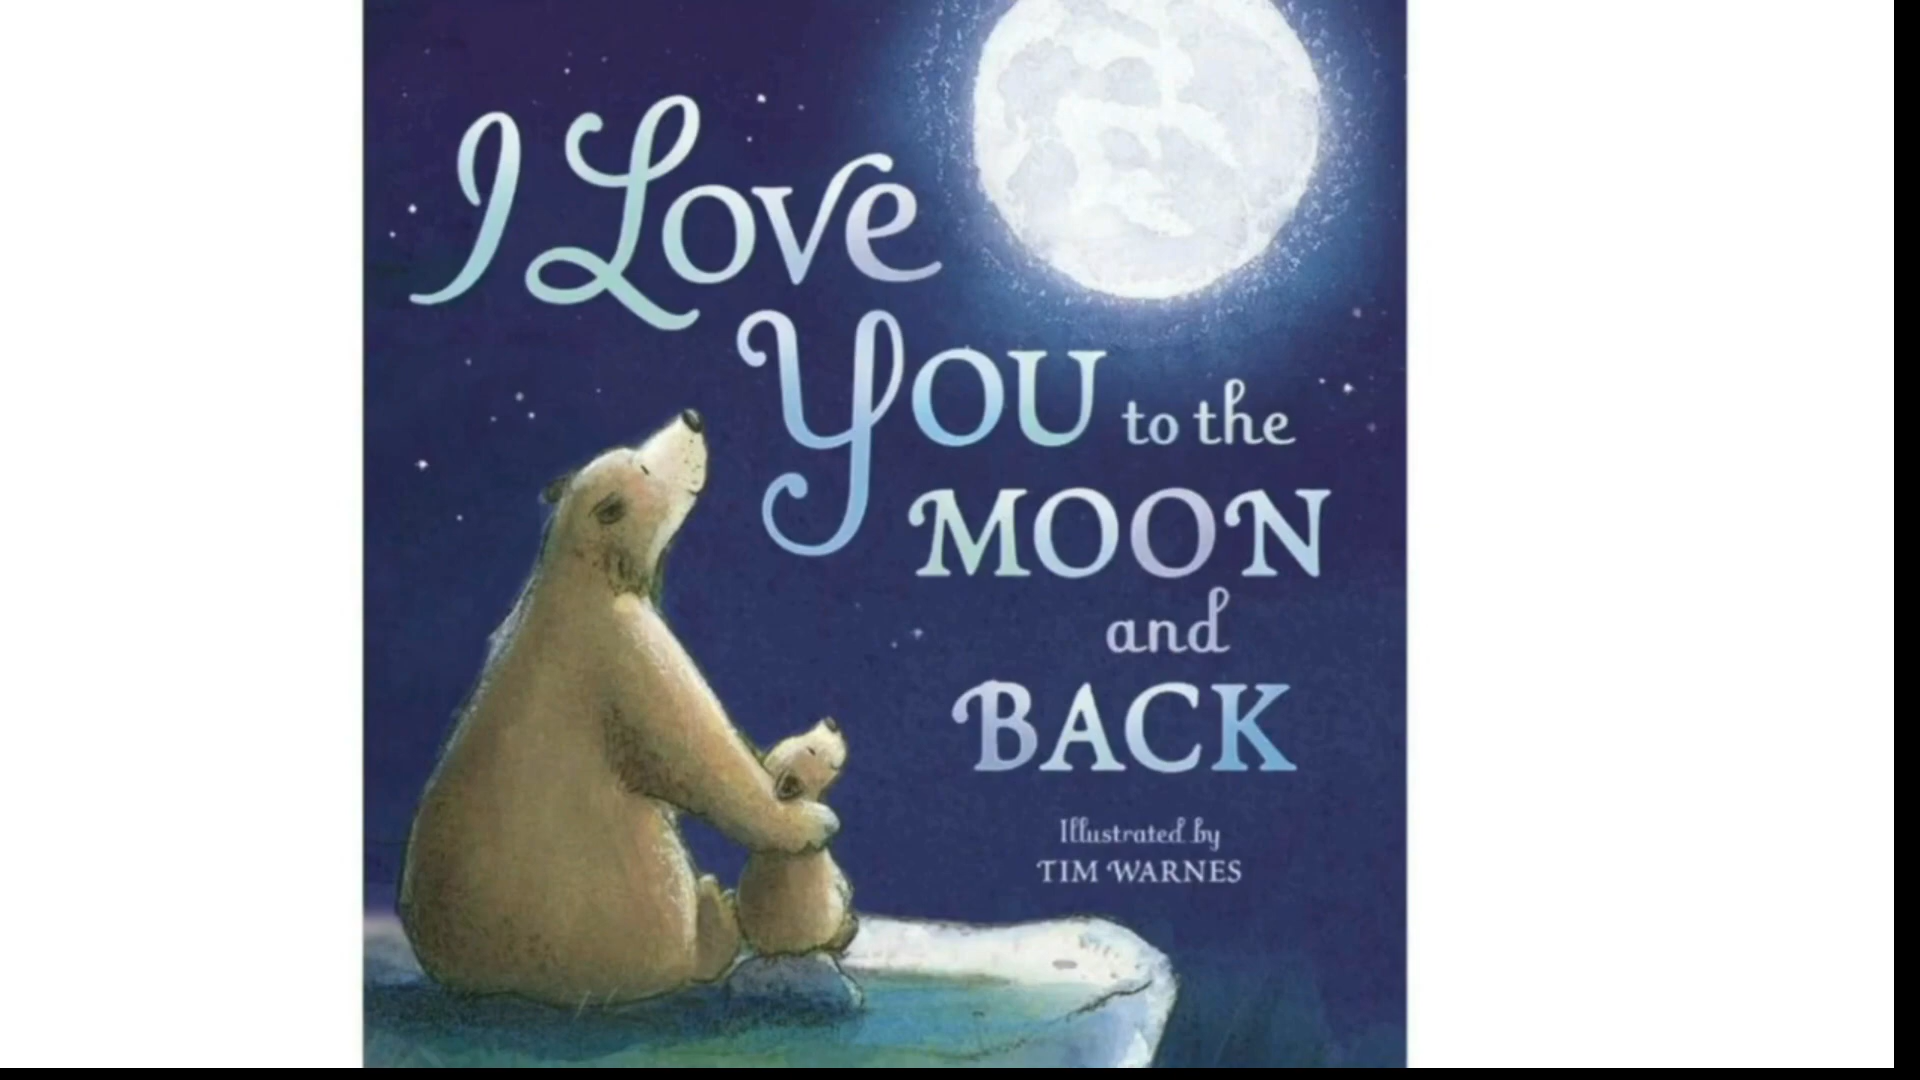 I Love
You to the
MOON
and
BACK
Illustrated by
TIM WARNES